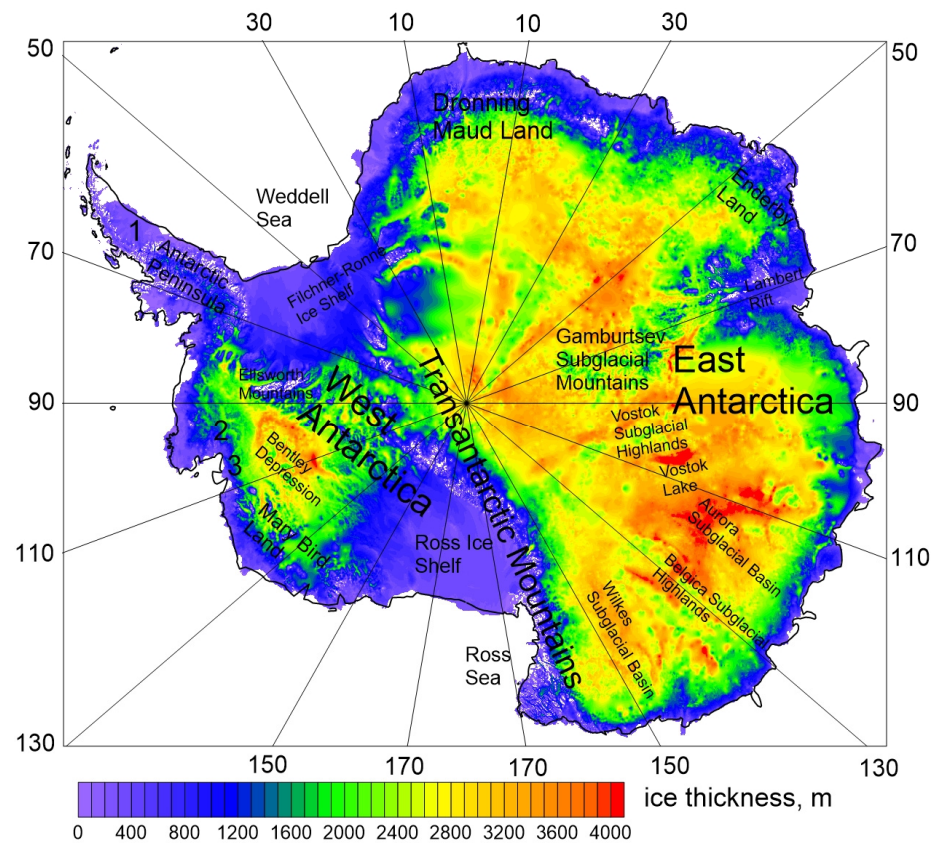 30
10
10
30
50
50
Dronning
Maud Land
Enderby
Land
Weddell
Sea
1
Antarctic
Peninsula
70
70
Filchner-Ronne
Ice Shelf
Lambert
Rift
Gamburtsev
Subglacial
Mountains
East
Antarctica
Ellsworth
Mountains
West
Antarctica
Transantarctic Mountains
90
90
Vostok
Subglacial
Highlands
Vostok
Lake
2
3
Bentley
Depression
Aurora
Subglacial Basin
Mary Bird
Land
Ross Ice
Shelf
110
110
Belgica Subglacial
Highlands
Wilkes
Subglacial Basin
Ross
Sea
130
150
170
170
150
130
ice thickness, m
0 400 800 1200 1600 2000 2400 2800 3200 3600 4000